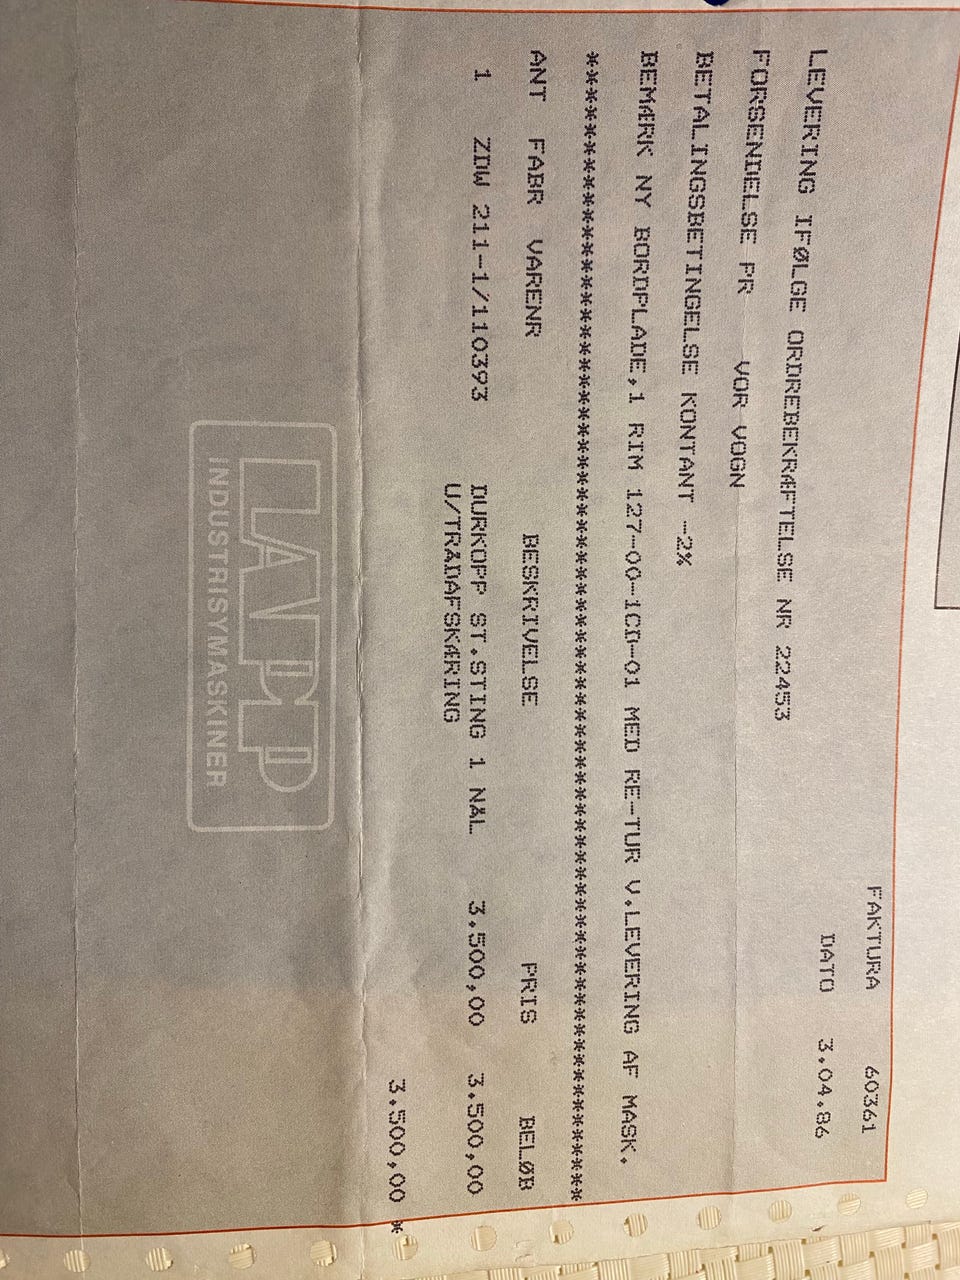 FAKTURA 60361
DATO 3.04.86
LEVERING IFØLGE ORDREBEKRÆFTELSE NR 22453
FORSENDELSE PR VOR VOGN
BETALINGSBETINGELSE KONTANT -2%
BEMÆRK NY BORDPLADE,1 RIM 127-00-1CD-01 MED RE-TUR V.LEVERING AF MASK.
************************************************************************
ANT FABR VARENR BESKRIVELSE PRIS BELØB
1 ZDW 211-1/110393 DURKOPP ST.STING 1 NÅL 3.500,00 3.500,00
U/TRÅDAFSKÆRING
3.500,00 *
LAPP
INDUSTRISYMASKINER